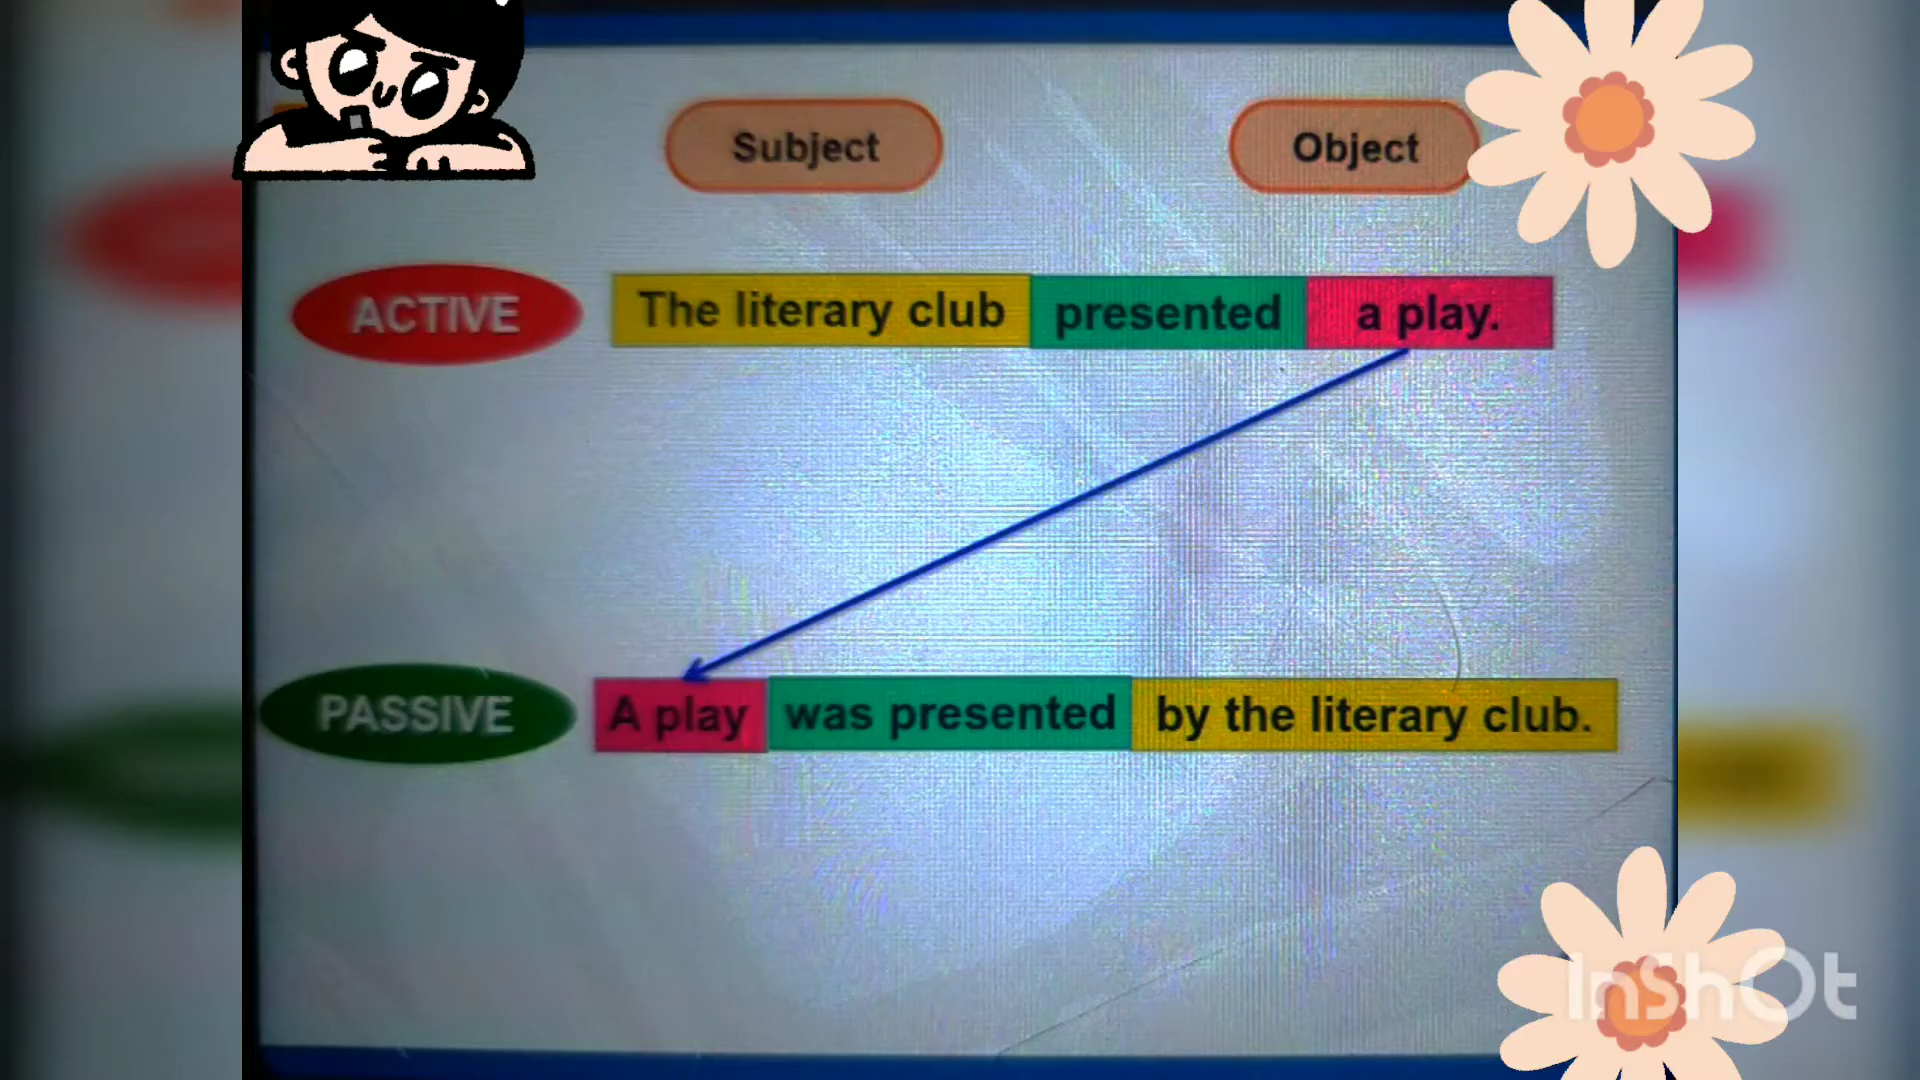 Subject Object
ACTIVE The literary club presented a play.
PASSIVE A play was presented by the literary club.
InShOt